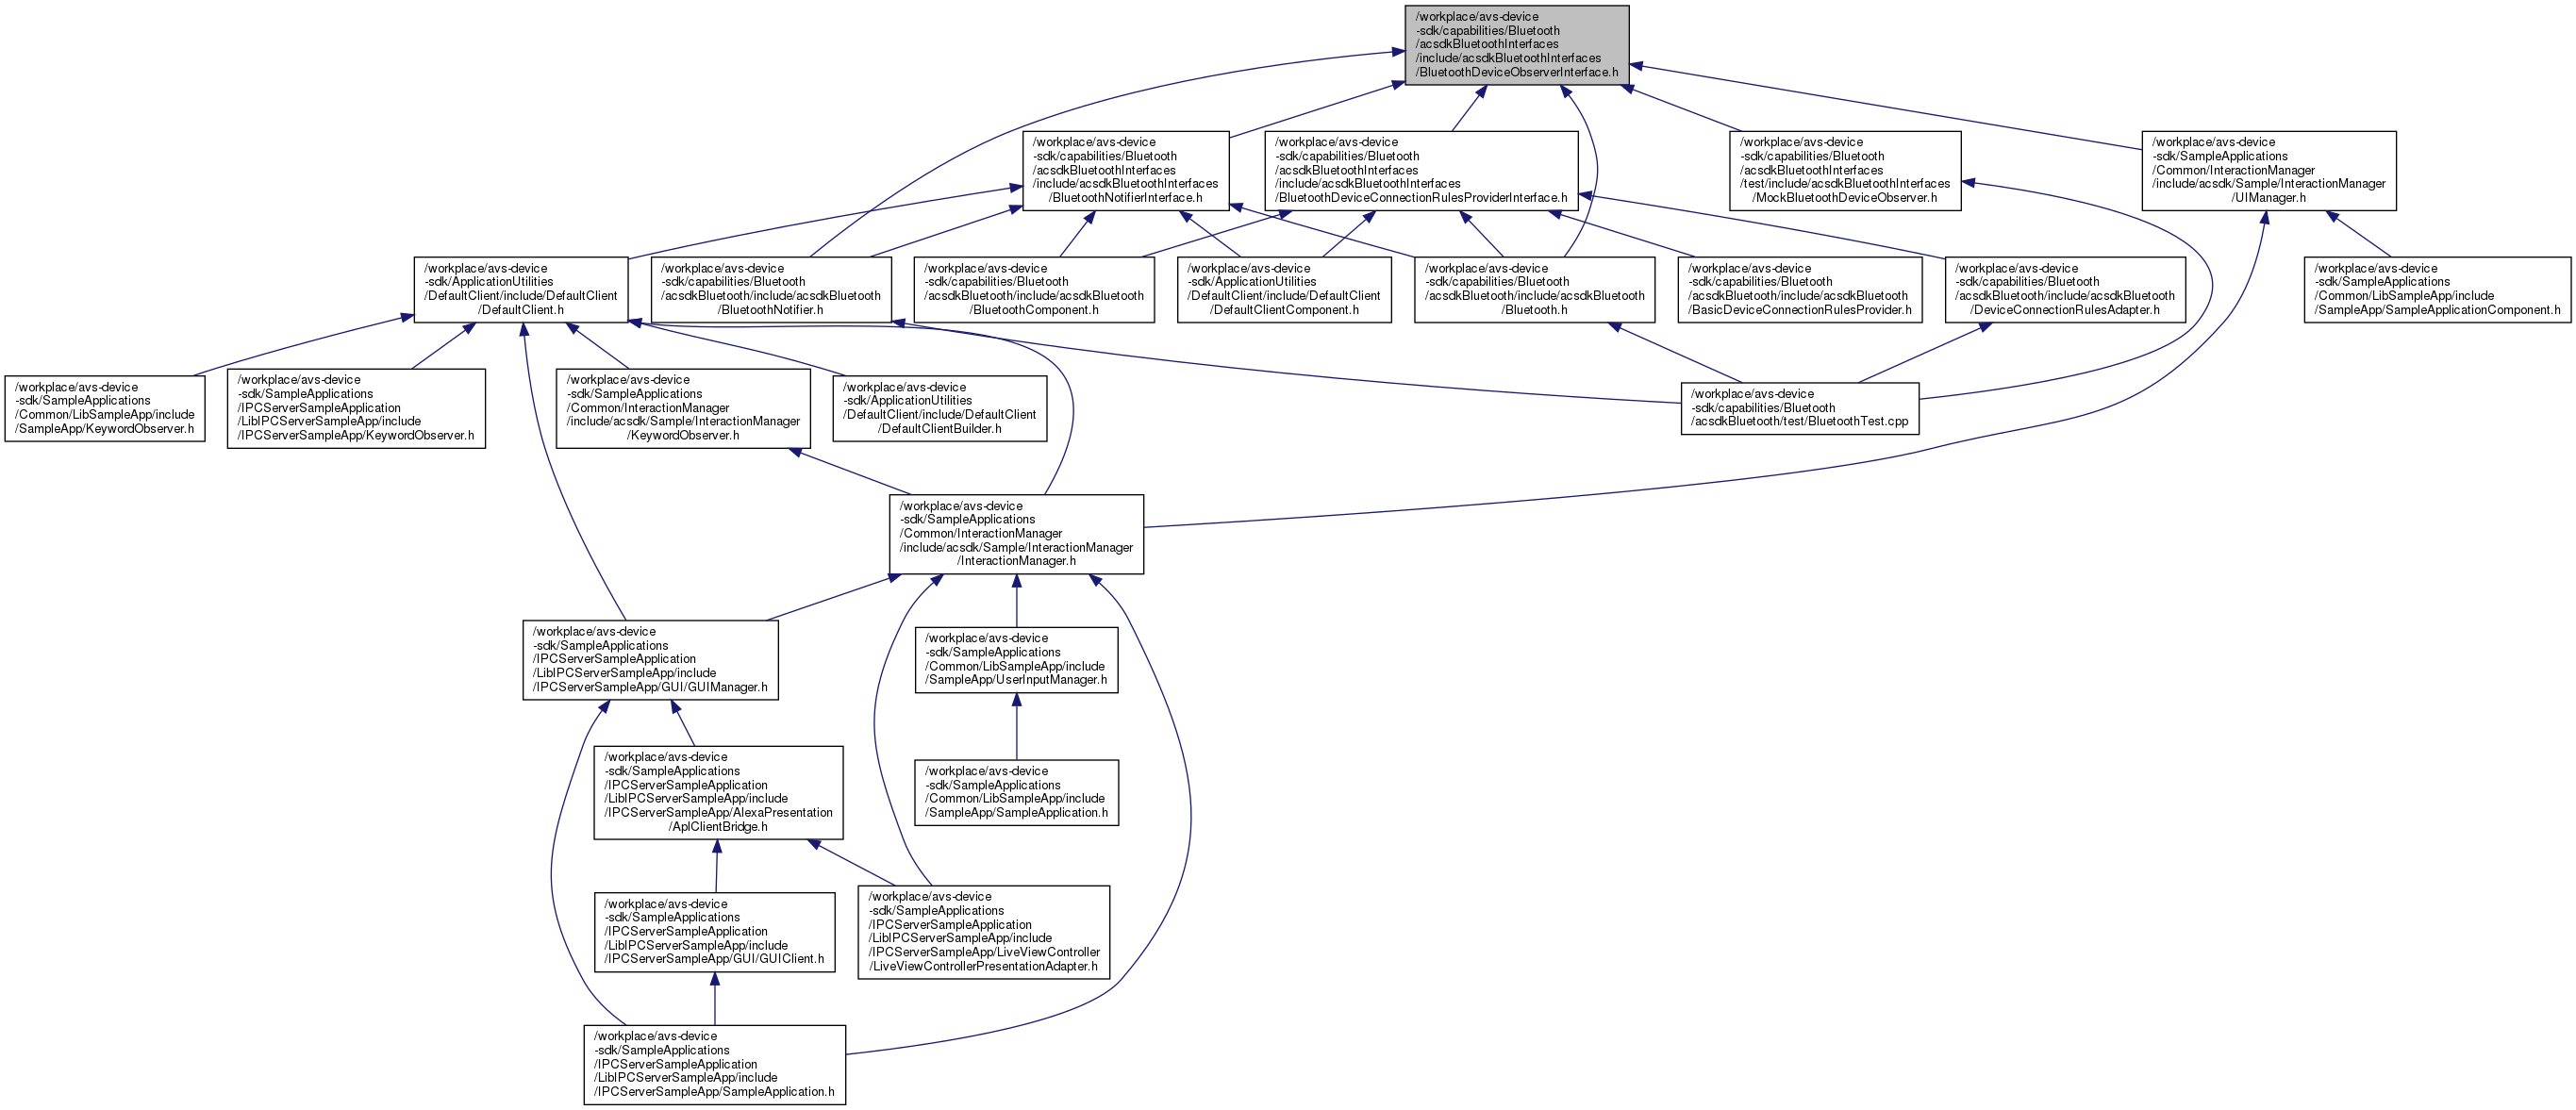 /workplace/avs-device
-sdk/capabilities/Bluetooth
/acsdkBluetoothInterfaces
/include/acsdkBluetoothInterfaces
/BluetoothDeviceObserverInterface.h
/workplace/avs-device
-sdk/capabilities/Bluetooth
/acsdkBluetoothInterfaces
/include/acsdkBluetoothInterfaces
/BluetoothNotifierInterface.h
/workplace/avs-device
-sdk/capabilities/Bluetooth
/acsdkBluetoothInterfaces
/include/acsdkBluetoothInterfaces
/BluetoothDeviceConnectionRulesProviderInterface.h
/workplace/avs-device
-sdk/capabilities/Bluetooth
/acsdkBluetoothInterfaces
/test/include/acsdkBluetoothInterfaces
/MockBluetoothDeviceObserver.h
/workplace/avs-device
-sdk/SampleApplications
/Common/InteractionManager
/include/acsdk/Sample/InteractionManager
/UIManager.h
/workplace/avs-device
-sdk/ApplicationUtilities
/DefaultClient/include/DefaultClient
/DefaultClient.h
/workplace/avs-device
-sdk/capabilities/Bluetooth
/acsdkBluetooth/include/acsdkBluetooth
/BluetoothNotifier.h
/workplace/avs-device
-sdk/capabilities/Bluetooth
/acsdkBluetooth/include/acsdkBluetooth
/BluetoothComponent.h
/workplace/avs-device
-sdk/ApplicationUtilities
/DefaultClient/include/DefaultClient
/DefaultClientComponent.h
/workplace/avs-device
-sdk/capabilities/Bluetooth
/acsdkBluetooth/include/acsdkBluetooth
/Bluetooth.h
/workplace/avs-device
-sdk/capabilities/Bluetooth
/acsdkBluetooth/include/acsdkBluetooth
/BasicDeviceConnectionRulesProvider.h
/workplace/avs-device
-sdk/capabilities/Bluetooth
/acsdkBluetooth/include/acsdkBluetooth
/DeviceConnectionRulesAdapter.h
/workplace/avs-device
-sdk/SampleApplications
/Common/LibSampleApp/include
/SampleApp/SampleApplicationComponent.h
/workplace/avs-device
-sdk/SampleApplications
/Common/LibSampleApp/include
/SampleApp/KeywordObserver.h
/workplace/avs-device
-sdk/SampleApplications
/IPCServerSampleApplication
/LibIPCServerSampleApp/include
/IPCServerSampleApp/KeywordObserver.h
/workplace/avs-device
-sdk/SampleApplications
/Common/InteractionManager
/include/acsdk/Sample/InteractionManager
/KeywordObserver.h
/workplace/avs-device
-sdk/ApplicationUtilities
/DefaultClient/include/DefaultClient
/DefaultClientBuilder.h
/workplace/avs-device
-sdk/capabilities/Bluetooth
/acsdkBluetooth/test/BluetoothTest.cpp
/workplace/avs-device
-sdk/SampleApplications
/Common/InteractionManager
/include/acsdk/Sample/InteractionManager
/InteractionManager.h
/workplace/avs-device
-sdk/SampleApplications
/IPCServerSampleApplication
/LibIPCServerSampleApp/include
/IPCServerSampleApp/GUI/GUIManager.h
/workplace/avs-device
-sdk/SampleApplications
/Common/LibSampleApp/include
/SampleApp/UserInputManager.h
/workplace/avs-device
-sdk/SampleApplications
/IPCServerSampleApplication
/LibIPCServerSampleApp/include
/IPCServerSampleApp/AlexaPresentation
/AplClientBridge.h
/workplace/avs-device
-sdk/SampleApplications
/Common/LibSampleApp/include
/SampleApp/SampleApplication.h
/workplace/avs-device
-sdk/SampleApplications
/IPCServerSampleApplication
/LibIPCServerSampleApp/include
/IPCServerSampleApp/GUI/GUIClient.h
/workplace/avs-device
-sdk/SampleApplications
/IPCServerSampleApplication
/LibIPCServerSampleApp/include
/IPCServerSampleApp/LiveViewController
/LiveViewControllerPresentationAdapter.h
/workplace/avs-device
-sdk/SampleApplications
/IPCServerSampleApplication
/LibIPCServerSampleApp/include
/IPCServerSampleApp/SampleApplication.h